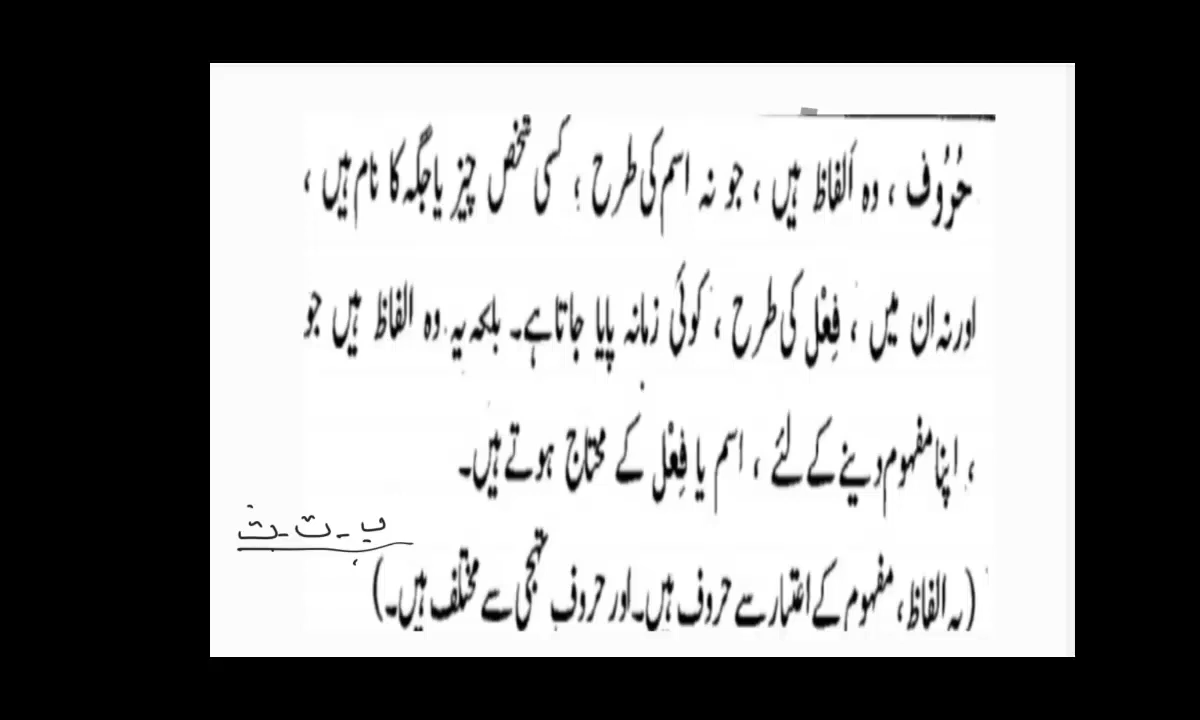 حُرُوف ، وہ اَلفاظ ہیں ، جو نہ اسم کی طرح ؛ کسی شخص چیز یا جگہ کا نام ہیں ،
اور نہ ان میں ، فِعْل کی طرح ، کوئی زمانہ پایا جاتا ہے۔ بلکہ یہ وہ الفاظ ہیں جو
، اپنا مفہوم دینے کے لئے ، اسم یا فِعْل کے محتاج ہوتے ہیں۔
ب - ت - ث
(یہ الفاظ ، مفہوم کے اعتبار سے حروف ہیں۔ اور حروف تہجی سے مختلف ہیں۔)